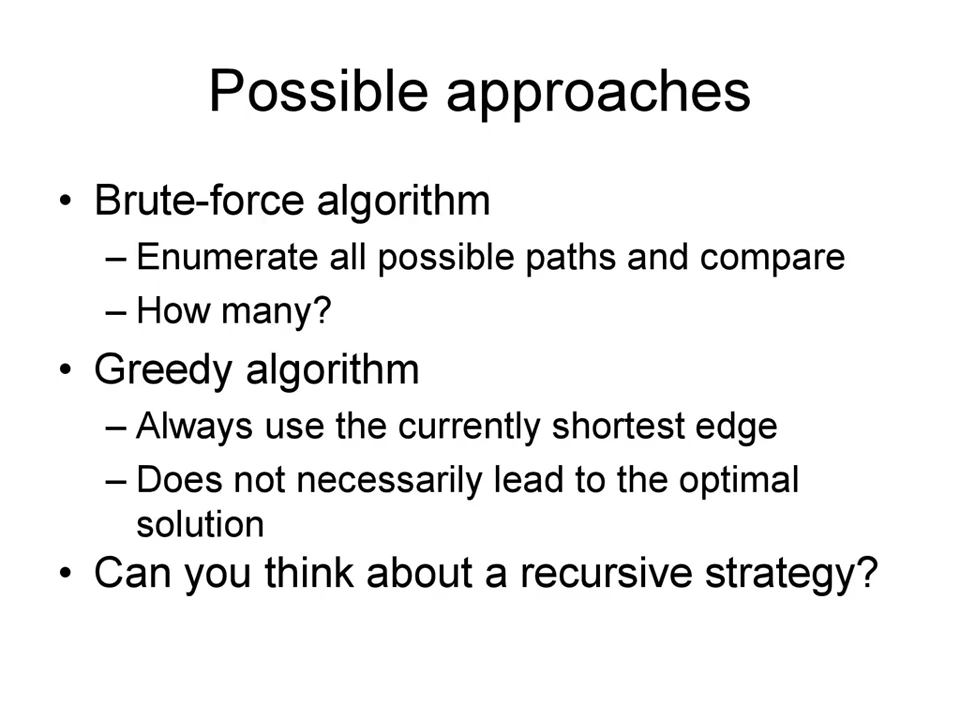 Possible approaches
• Brute-force algorithm
– Enumerate all possible paths and compare
– How many?
• Greedy algorithm
– Always use the currently shortest edge
– Does not necessarily lead to the optimal
solution
• Can you think about a recursive strategy?